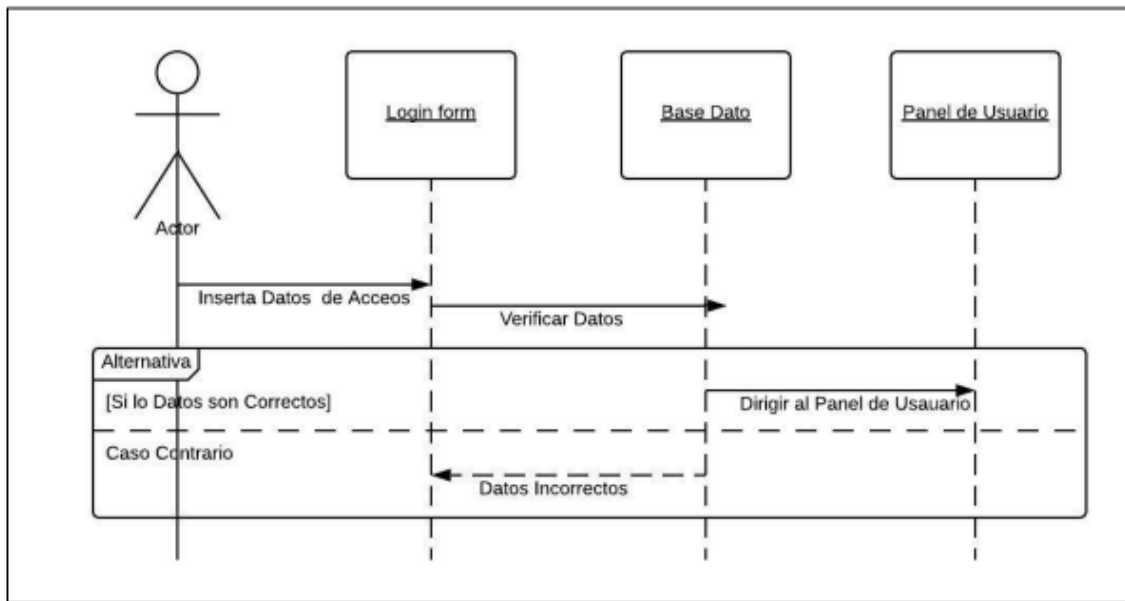 Login form
Base Dato
Panel de Usuario
Actor
Inserta Datos de Acceos
Verificar Datos
Alternativa
[Si lo Datos son Correctos]
Dirigir al Panel de Usauario
Caso Contrario
Datos Incorrectos